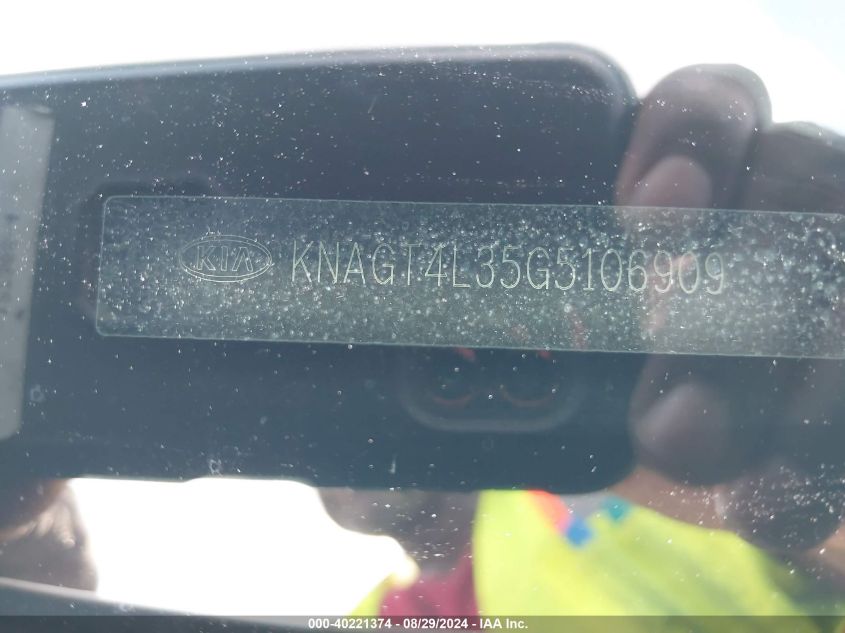 KIA KNAGT4L35G5106909
000-40221374 - 08/29/2024 - IAA Inc.